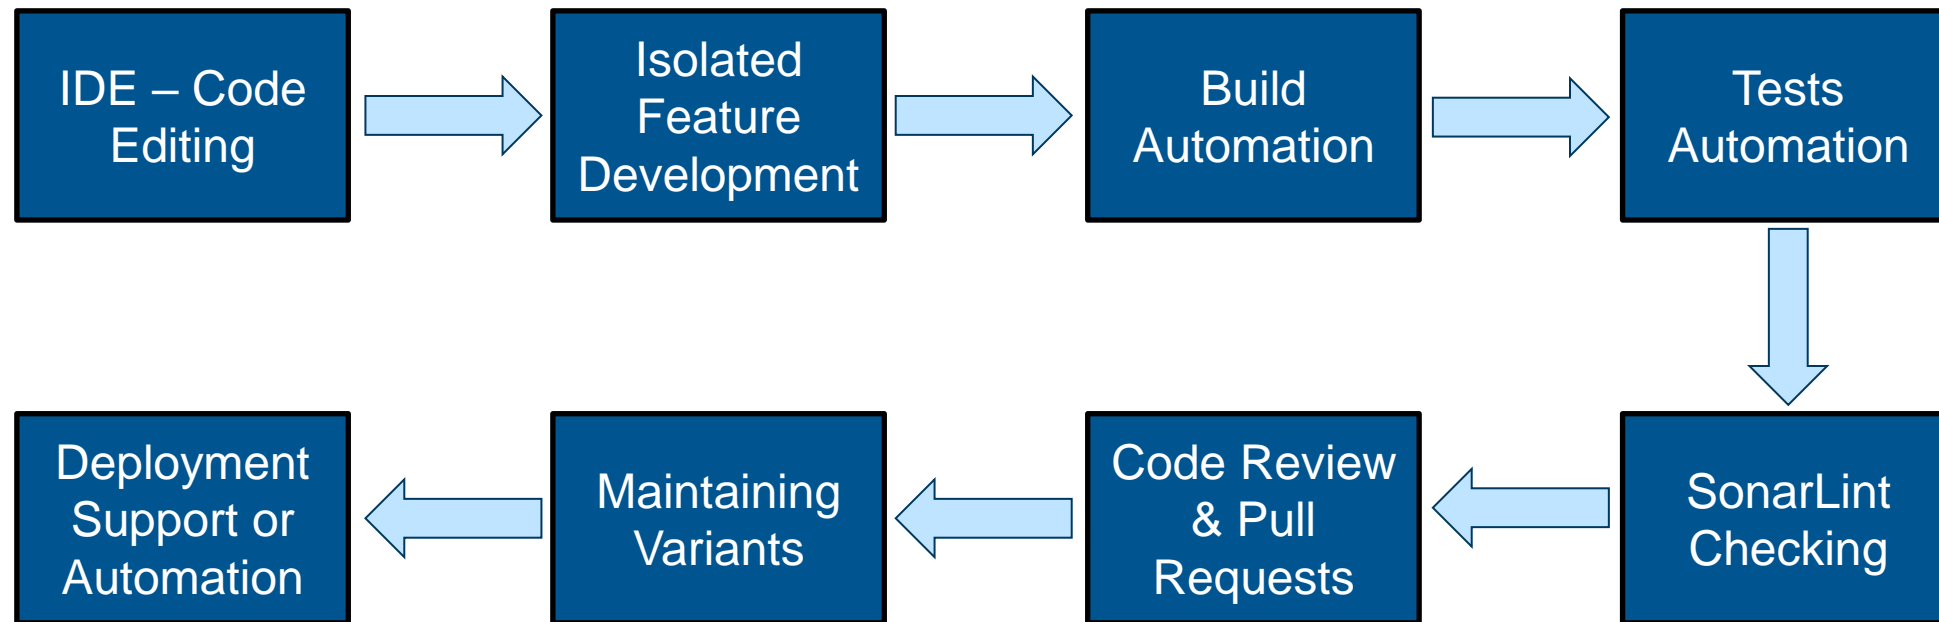 IDE – Code
Editing
Isolated
Feature
Development
Build
Automation
Tests
Automation
Deployment
Support or
Automation
Maintaining
Variants
Code Review
& Pull
Requests
SonarLint
Checking